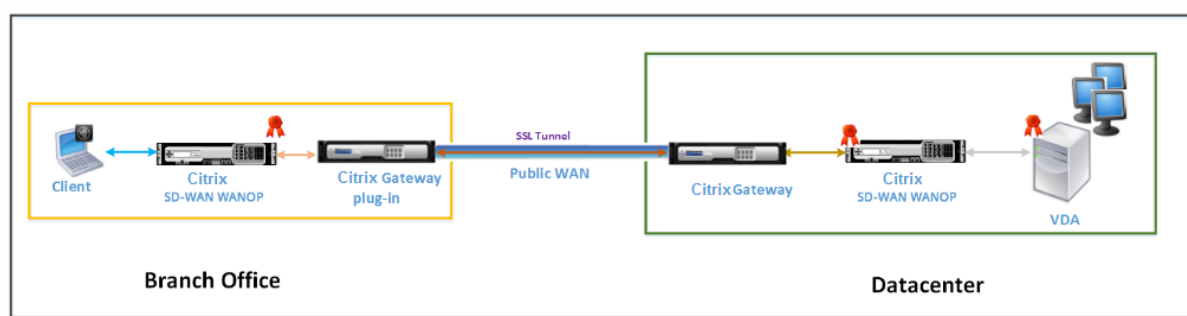 SSL Tunnel
Client
Citrix
SD-WAN WANOP
Citrix Gateway
plug-in
Public WAN
Citrix Gateway
Citrix
SD-WAN WANOP
VDA
Branch Office
Datacenter